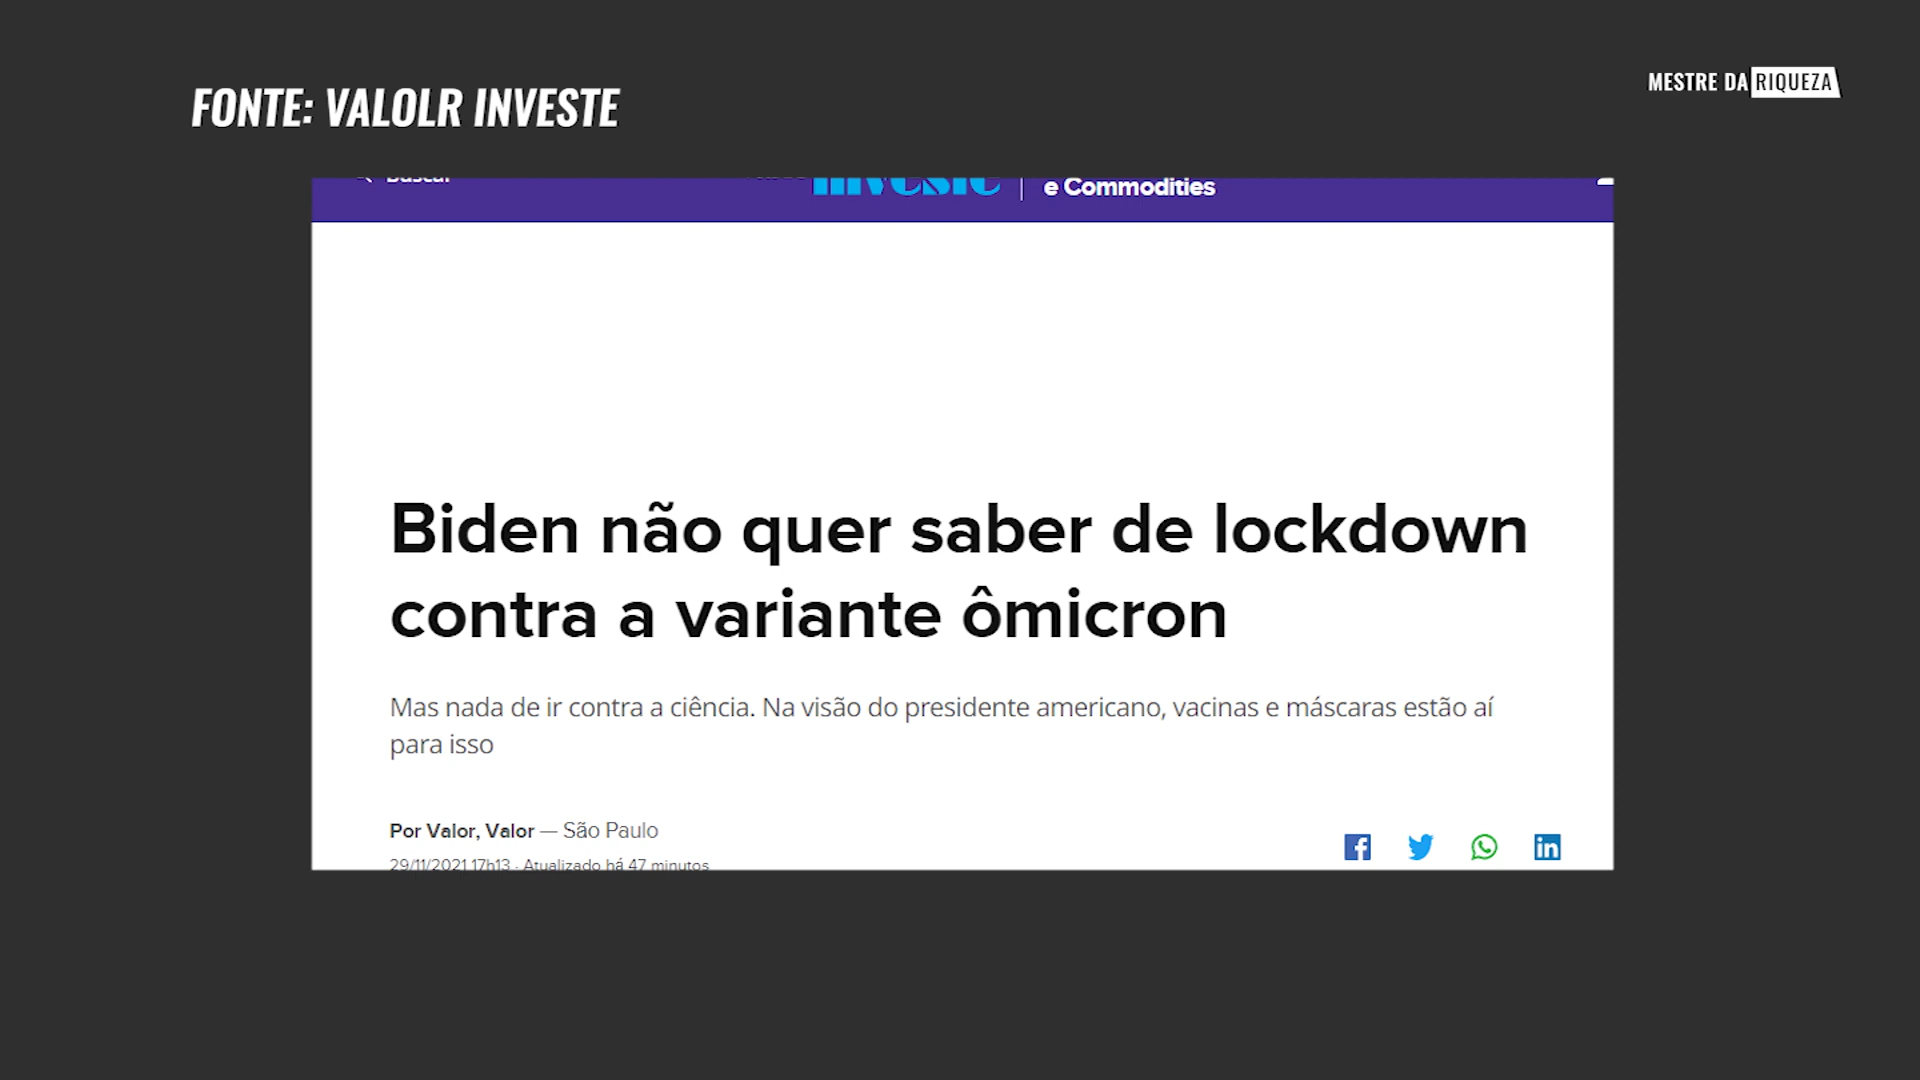 FONTE: VALOLR INVESTE
MESTRE DA RIQUEZA
Buscar
investe
e Commodities
Biden não quer saber de lockdown
contra a variante ômicron
Mas nada de ir contra a ciência. Na visão do presidente americano, vacinas e máscaras estão aí
para isso
Por Valor, Valor — São Paulo
29/11/2021 17h13 · Atualizado há 47 minutos